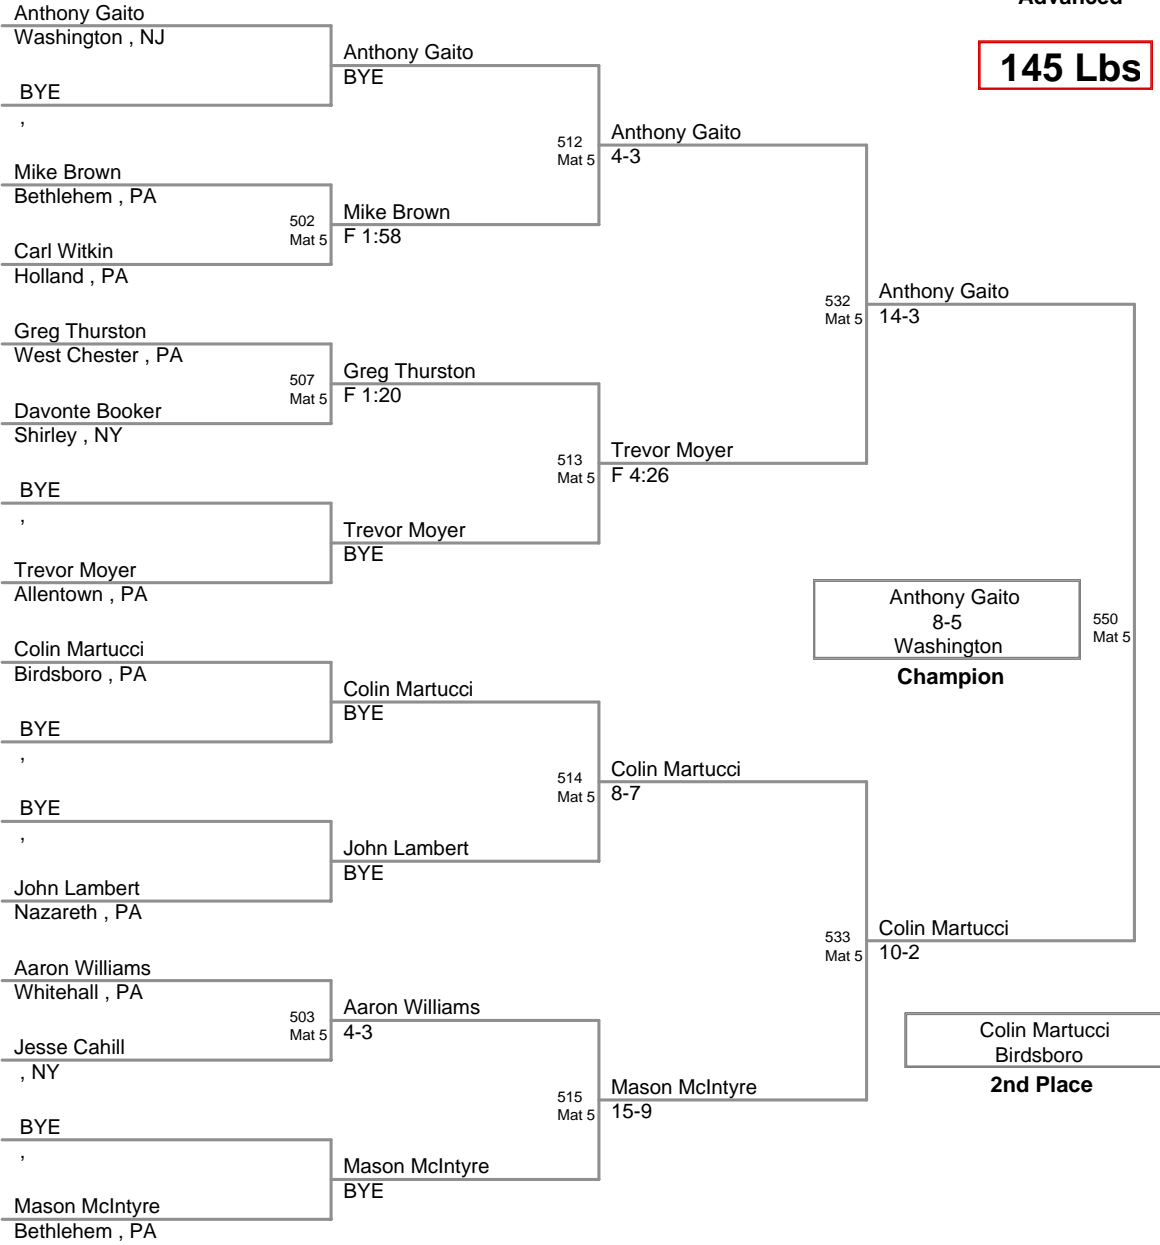 Advanced
145 Lbs
Anthony Gaito
Washington , NJ
BYE
,
Mike Brown
Bethlehem , PA
Carl Witkin
Holland , PA
Greg Thurston
West Chester , PA
Davonte Booker
Shirley , NY
BYE
,
Trevor Moyer
Allentown , PA
Colin Martucci
Birdsboro , PA
BYE
,
BYE
,
John Lambert
Nazareth , PA
Aaron Williams
Whitehall , PA
Jesse Cahill
, NY
BYE
,
Mason McIntyre
Bethlehem , PA
Anthony Gaito
BYE
502
Mat 5
Mike Brown
F 1:58
507
Mat 5
Greg Thurston
F 1:20
Trevor Moyer
BYE
Colin Martucci
BYE
John Lambert
BYE
503
Mat 5
Aaron Williams
4-3
Mason McIntyre
BYE
512
Mat 5
Anthony Gaito
4-3
513
Mat 5
Trevor Moyer
F 4:26
514
Mat 5
Colin Martucci
8-7
515
Mat 5
Mason McIntyre
15-9
532
Mat 5
Anthony Gaito
14-3
533
Mat 5
Colin Martucci
10-2
550
Mat 5
Anthony Gaito
8-5
Washington
Champion
Colin Martucci
Birdsboro
2nd Place